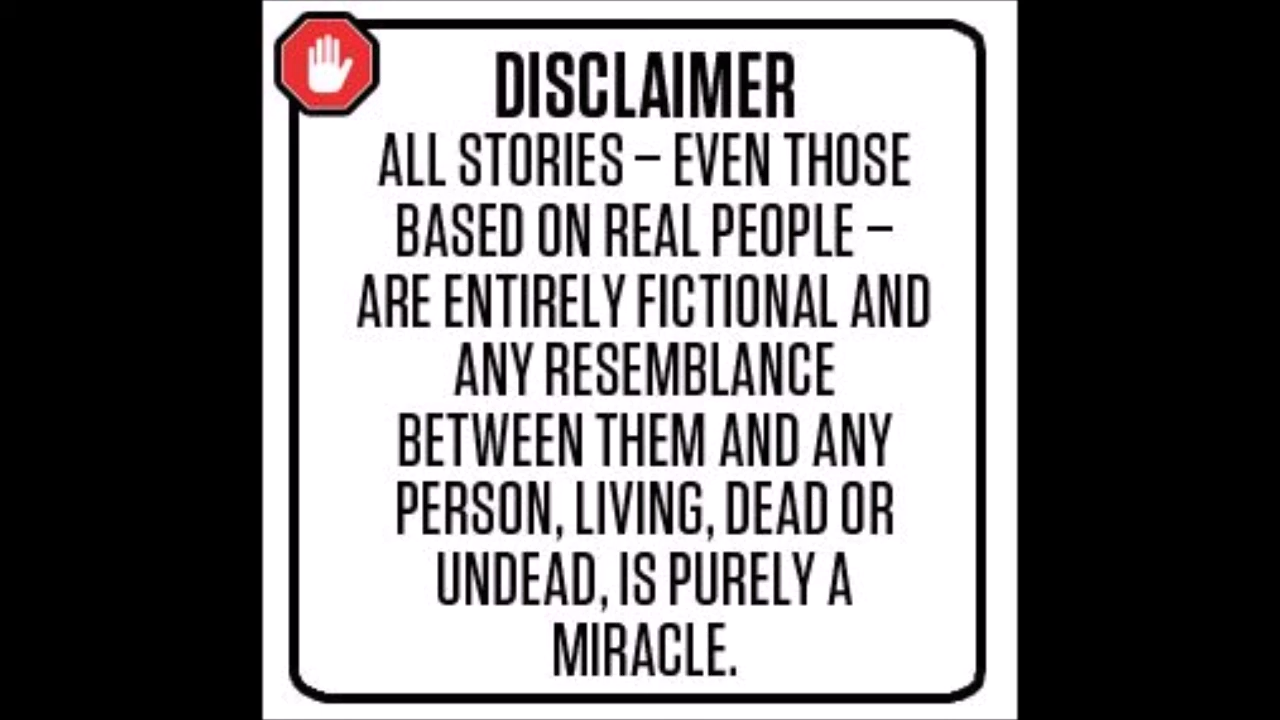 DISCLAIMER
ALL STORIES – EVEN THOSE
BASED ON REAL PEOPLE –
ARE ENTIRELY FICTIONAL AND
ANY RESEMBLANCE
BETWEEN THEM AND ANY
PERSON, LIVING, DEAD OR
UNDEAD, IS PURELY A
MIRACLE.